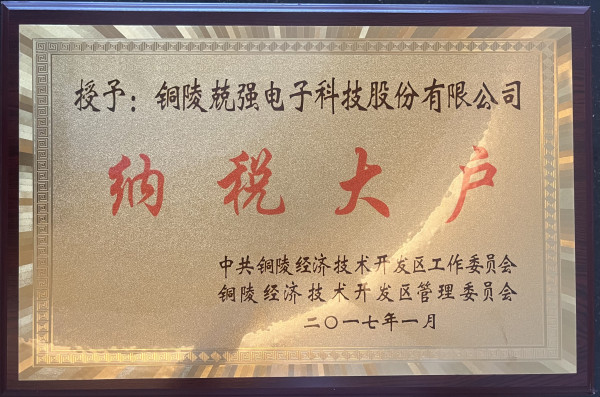 授予：铜陵兢强电子科技股份有限公司
纳税大户
中共铜陵经济技术开发区工作委员会
铜陵经济技术开发区管理委员会
二〇一七年一月